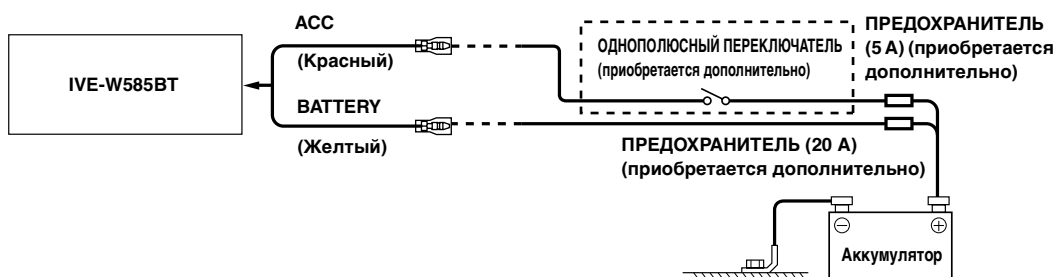 ACC
(Красный)
IVE-W585BT
BATTERY
(Желтый)
ОДНОПОЛЮСНЫЙ ПЕРЕКЛЮЧАТЕЛЬ
(приобретается дополнительно)
ПРЕДОХРАНИТЕЛЬ
(5 А) (приобретается
дополнительно)
ПРЕДОХРАНИТЕЛЬ (20 А)
(приобретается дополнительно)
Аккумулятор